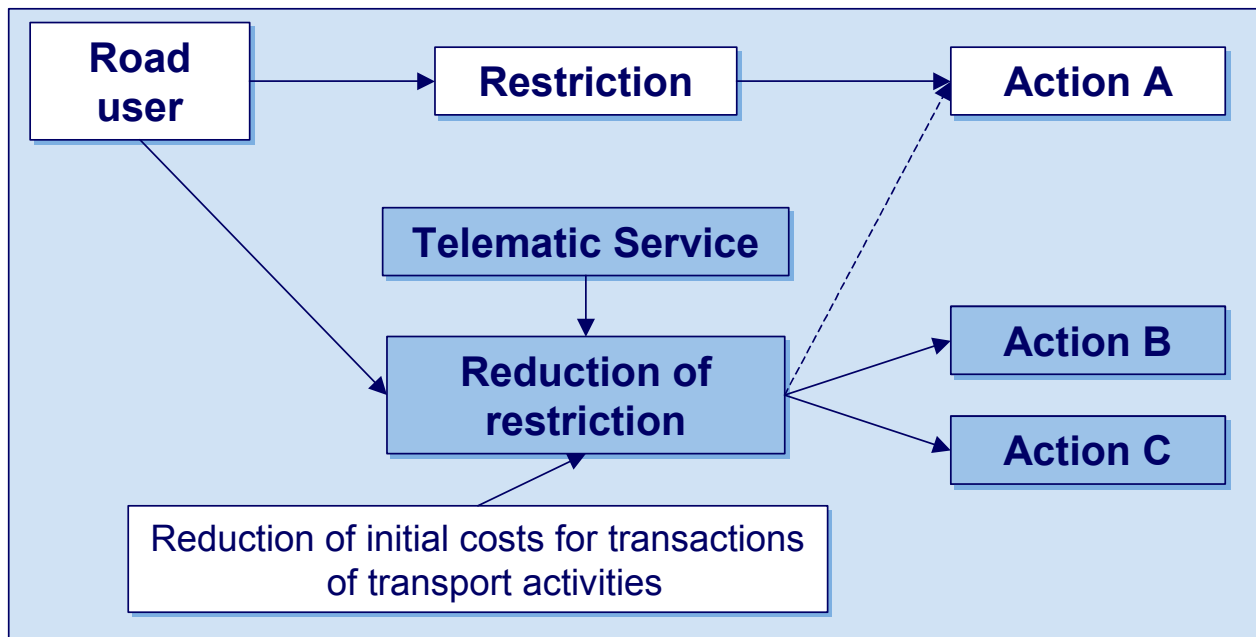 Road
user
Restriction
Action A
Telematic Service
Reduction of
restriction
Action B
Action C
Reduction of initial costs for transactions
of transport activities